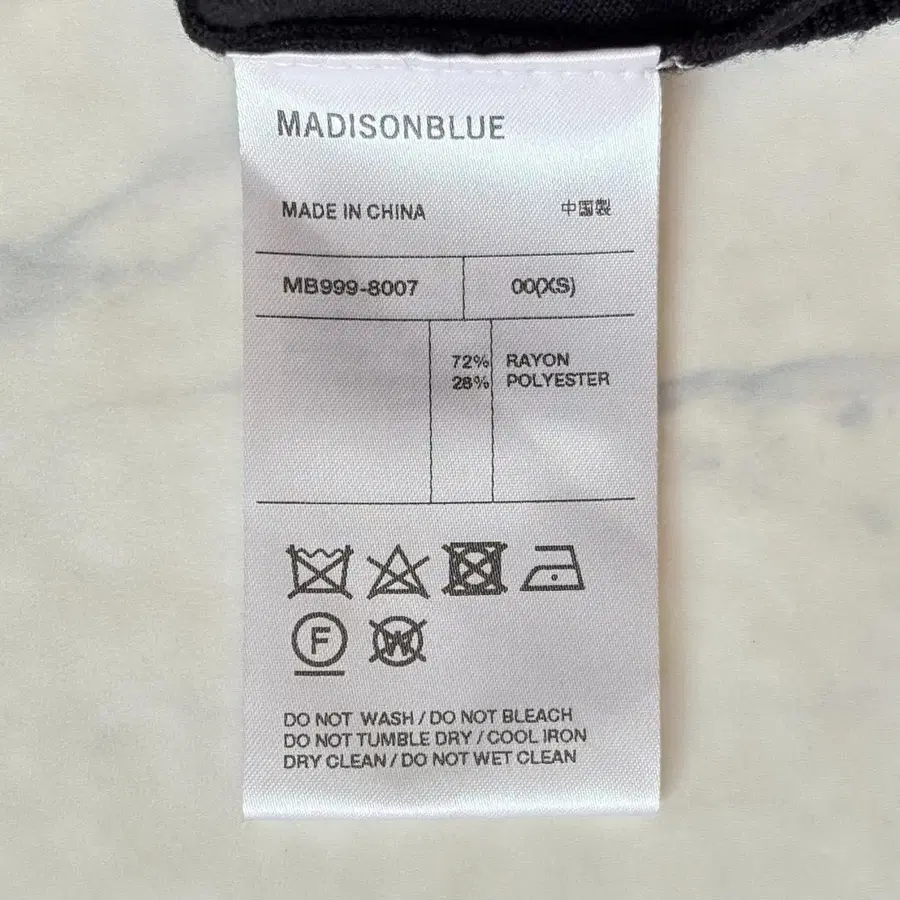 MADISONBLUE
MADE IN CHINA 中国製
MB999-8007 00(XS)
72% RAYON
28% POLYESTER
F W
DO NOT WASH / DO NOT BLEACH
DO NOT TUMBLE DRY / COOL IRON
DRY CLEAN / DO NOT WET CLEAN